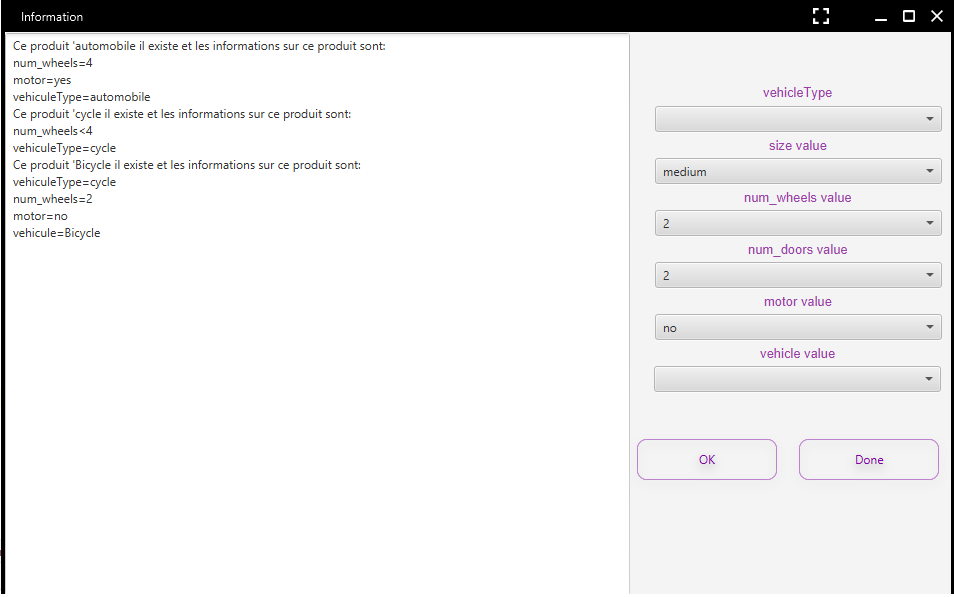 Information
Ce produit 'automobile il existe et les informations sur ce produit sont:
num_wheels=4
motor=yes
vehiculeType=automobile
Ce produit 'cycle il existe et les informations sur ce produit sont:
num_wheels<4
vehiculeType=cycle
Ce produit 'Bicycle il existe et les informations sur ce produit sont:
vehiculeType=cycle
num_wheels=2
motor=no
vehicule=Bicycle
vehicleType
size value
medium
num_wheels value
2
num_doors value
2
motor value
no
vehicle value
OK
Done